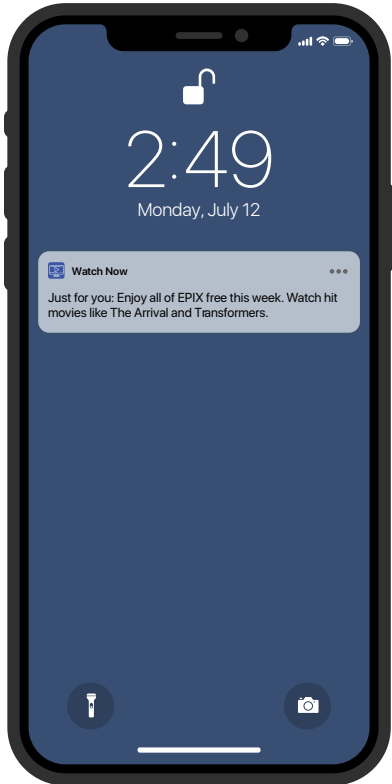 2:49
Monday, July 12
Watch Now
Just for you: Enjoy all of EPIX free this week. Watch hit
movies like The Arrival and Transformers.